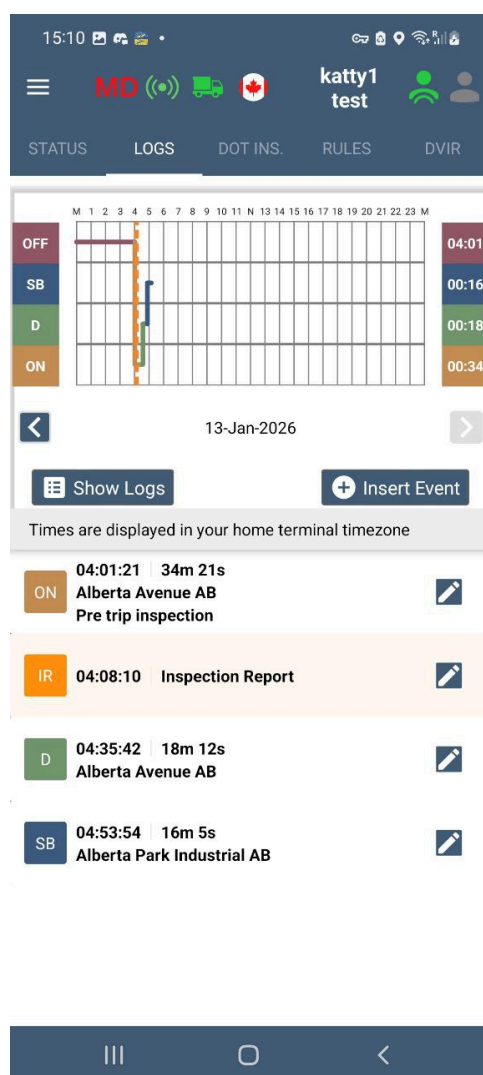 15:10
MD
katty1
test
STATUS LOGS DOT INS. RULES DVIR
M 1 2 3 4 5 6 7 8 9 10 11 N 13 14 15 16 17 18 19 20 21 22 23 M
OFF 04:01
SB 00:16
D 00:18
ON 00:34
13-Jan-2026
Show Logs Insert Event
Times are displayed in your home terminal timezone
04:01:21 34m 21s
ON Alberta Avenue AB
Pre trip inspection
IR 04:08:10 Inspection Report
04:35:42 18m 12s
D Alberta Avenue AB
04:53:54 16m 5s
SB Alberta Park Industrial AB